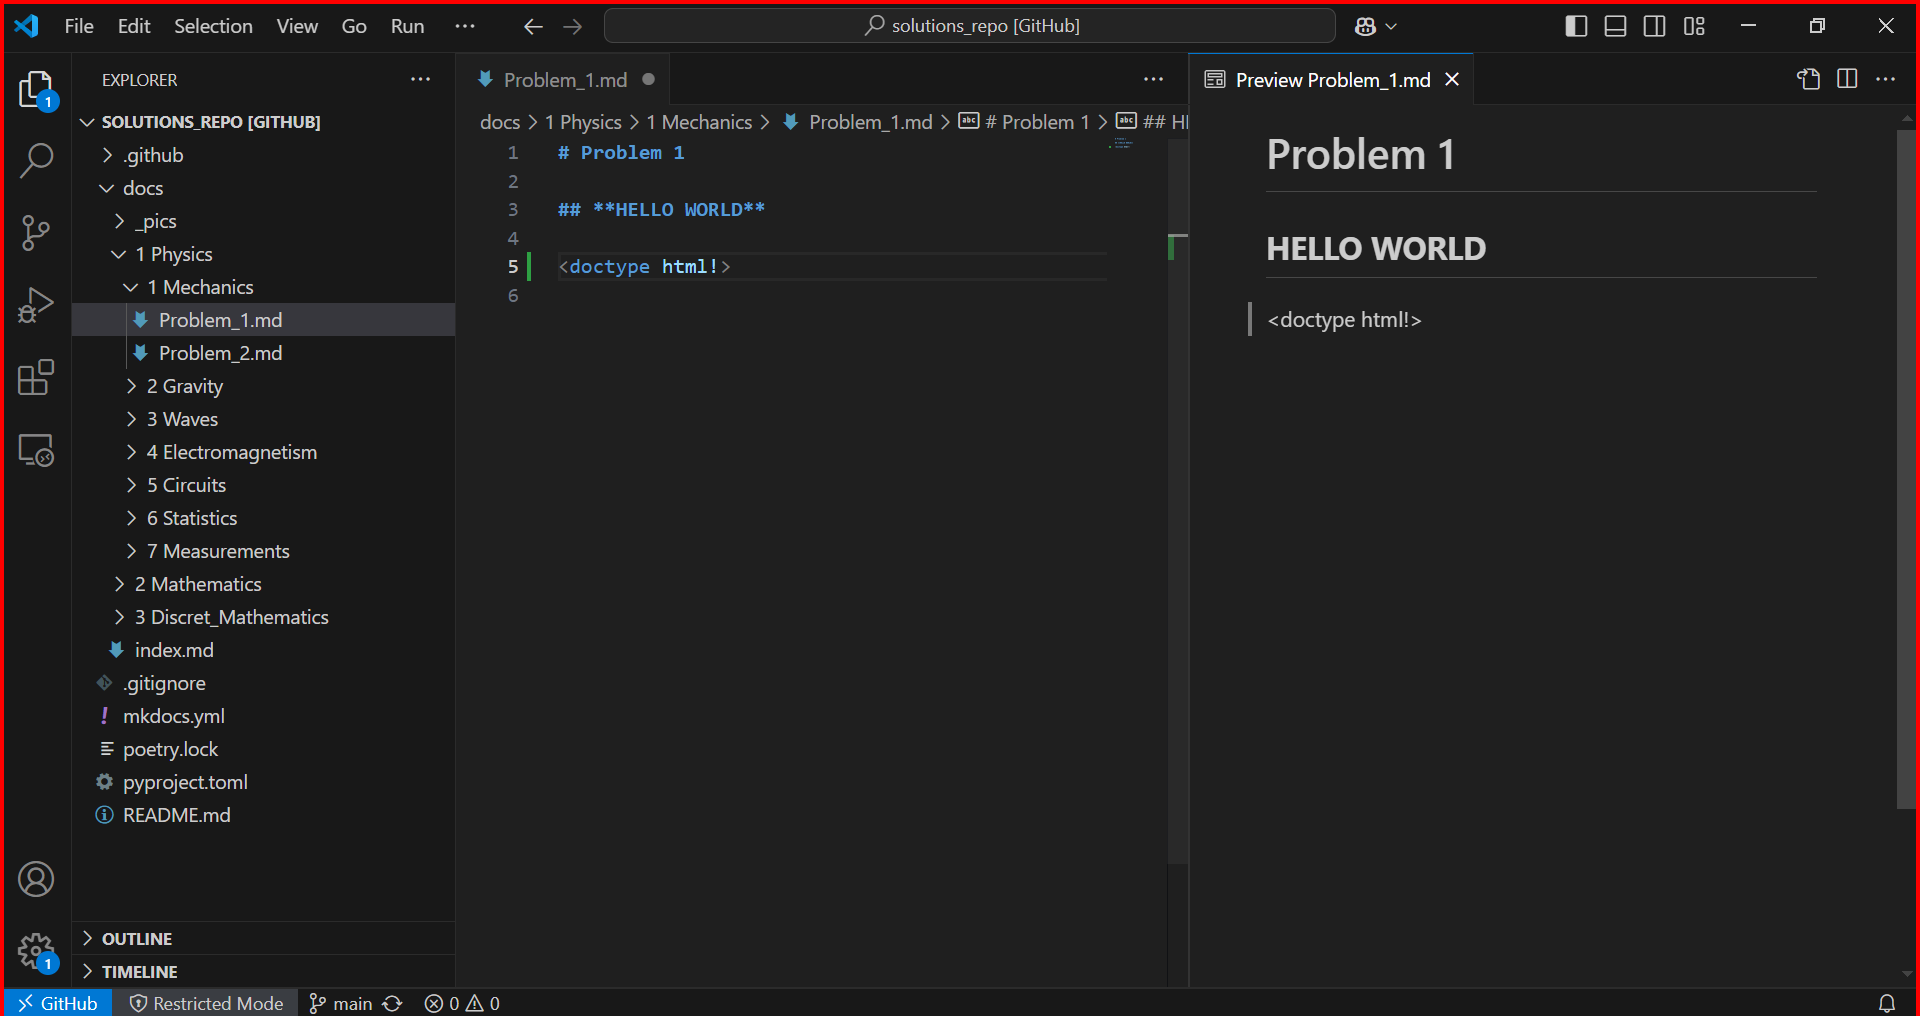 File Edit Selection View Go Run ··· solutions_repo [GitHub]
EXPLORER ···
SOLUTIONS_REPO [GITHUB]
.github
docs
_pics
1 Physics
1 Mechanics
Problem_1.md
Problem_2.md
2 Gravity
3 Waves
4 Electromagnetism
5 Circuits
6 Statistics
7 Measurements
2 Mathematics
3 Discret_Mathematics
index.md
.gitignore
mkdocs.yml
poetry.lock
pyproject.toml
README.md
OUTLINE
TIMELINE
1
1
Problem_1.md
docs > 1 Physics > 1 Mechanics > Problem_1.md > # Problem 1 > ## H
1 # Problem 1
2
3 ## **HELLO WORLD**
4
5 <doctype html!>
6
Preview Problem_1.md
Problem 1
HELLO WORLD
<doctype html!>
GitHub Restricted Mode main 0 0